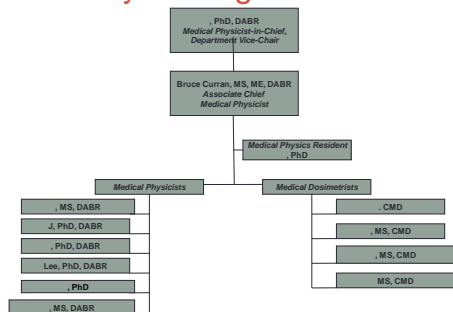 , PhD, DABR
Medical Physicist-in-Chief,
Department Vice-Chair
Bruce Curran, MS, ME, DABR
Associate Chief
Medical Physicist
Medical Physics Resident
, PhD
Medical Physicists
Medical Dosimetrists
, MS, DABR
J, PhD, DABR
, PhD, DABR
Lee, PhD, DABR
, PhD
, MS, DABR
. CMD
, MS, CMD
, MS, CMD
MS, CMD